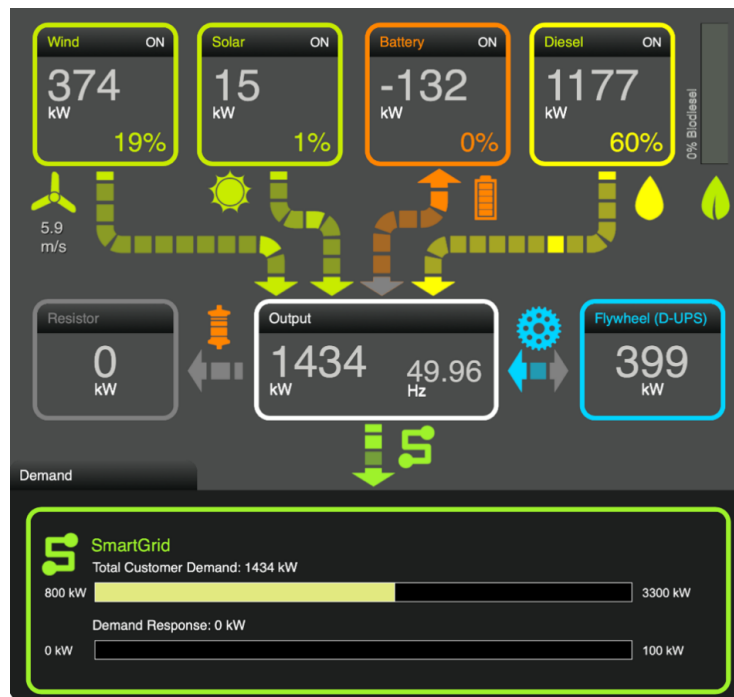 Wind ON
374
kW
19%
Solar ON
15
kW
1%
Battery ON
-132
kW
0%
Diesel ON
1177
kW
60%
0% Biodiesel
5.9
m/s
Resistor
0
kW
Output
1434
kW
49.96
Hz
Flywheel (D-UPS)
399
kW
Demand
SmartGrid
Total Customer Demand: 1434 kW
800 kW 3300 kW
Demand Response: 0 kW
0 kW 100 kW